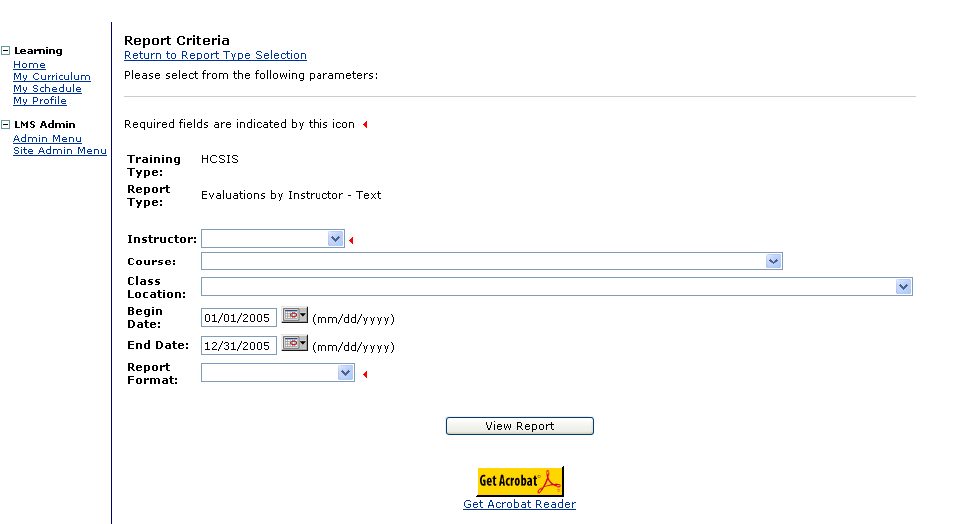 Learning
Home
My Curriculum
My Schedule
My Profile
LMS Admin
Admin Menu
Site Admin Menu
Report Criteria
Return to Report Type Selection
Please select from the following parameters:
Required fields are indicated by this icon
Training
Type:
HCSIS
Report
Type:
Evaluations by Instructor - Text
Instructor:
Course:
Class
Location:
Begin
Date:
01/01/2005 (mm/dd/yyyy)
End Date: 12/31/2005 (mm/dd/yyyy)
Report
Format:
View Report
Get Acrobat®
Get Acrobat Reader